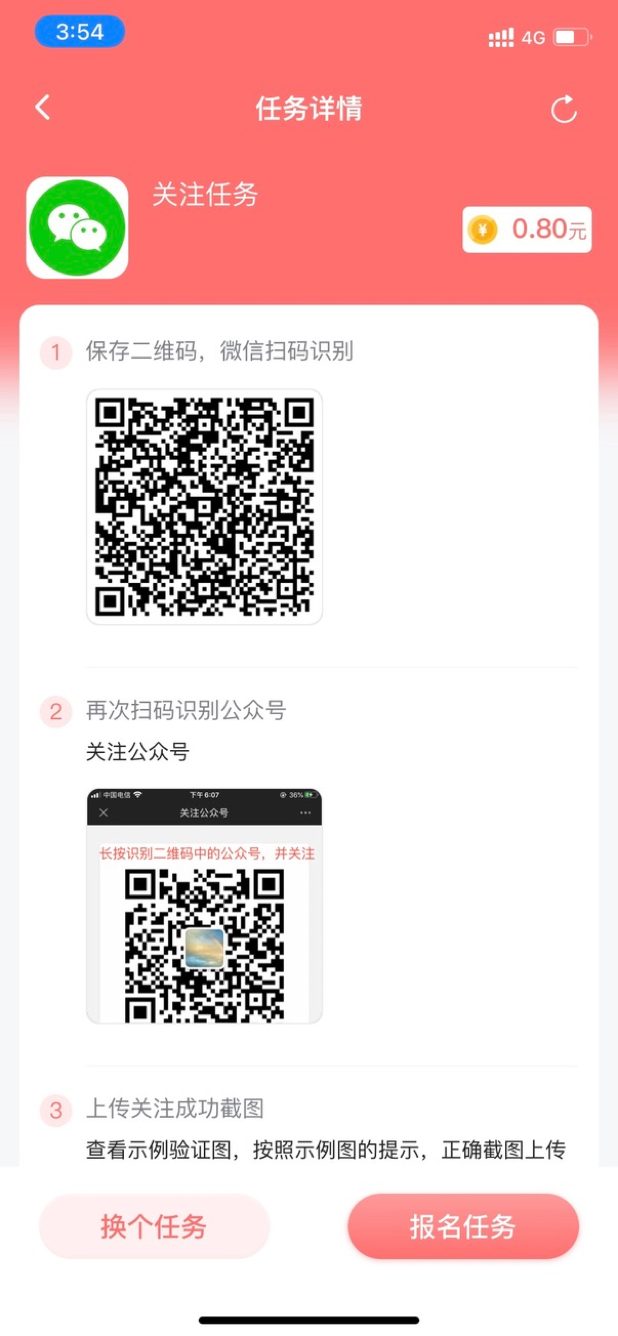 3:54
4G
任务详情
关注任务
¥ 0.80元
1 保存二维码，微信扫码识别
2 再次扫码识别公众号
关注公众号
中国电信 下午6:07 36%
关注公众号
长按识别二维码中的公众号，并关注
3 上传关注成功截图
查看示例验证图，按照示例图的提示，正确截图上传
换个任务
报名任务